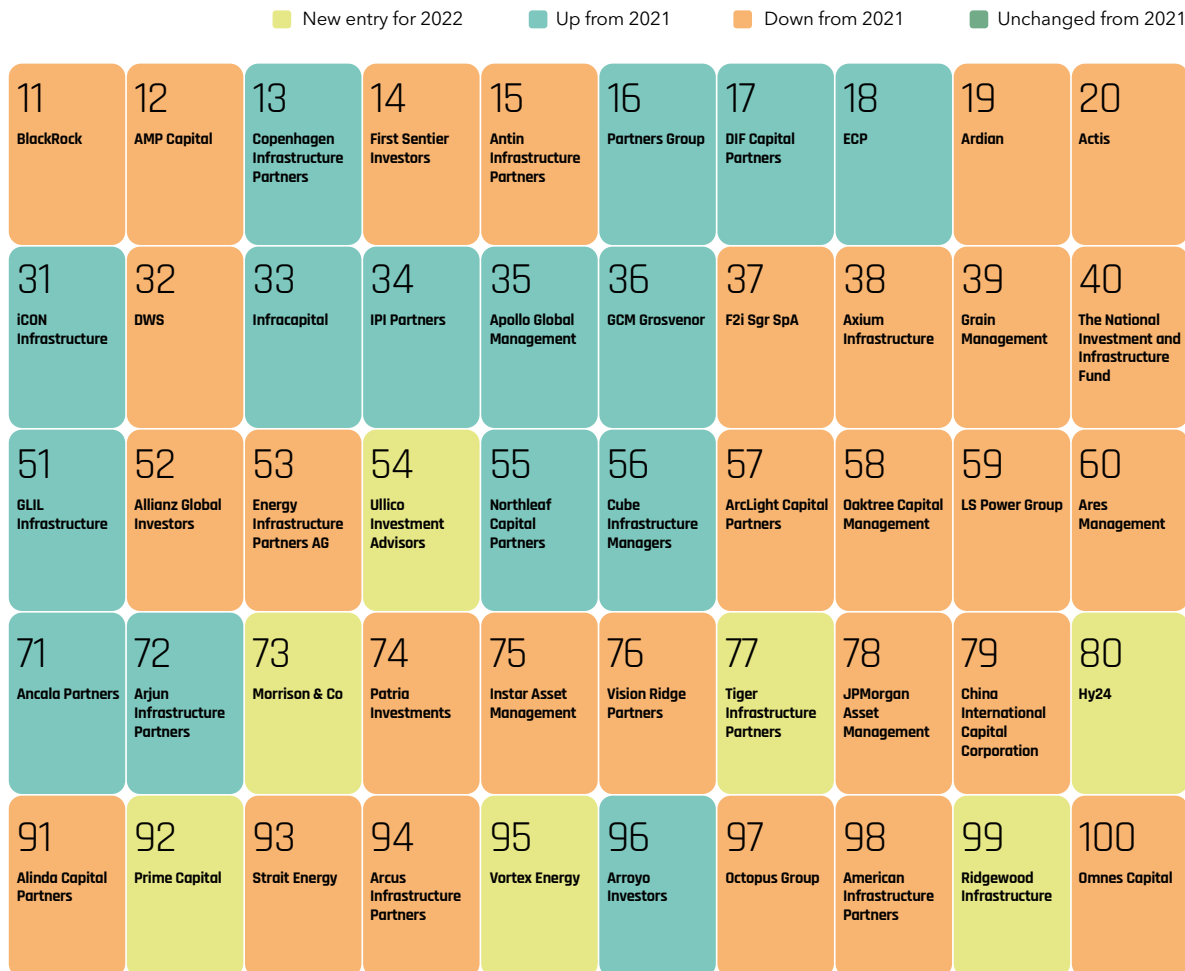 New entry for 2022
Up from 2021
Down from 2021
Unchanged from 2021
11
BlackRock
12
AMP Capital
13
Copenhagen
Infrastructure
Partners
14
First Sentier
Investors
15
Antin
Infrastructure
Partners
16
Partners Group
17
DIF Capital
Partners
18
ECP
19
Ardian
20
Actis
31
iCON
Infrastructure
32
DWS
33
Infracapital
34
IPI Partners
35
Apollo Global
Management
36
GCM Grosvenor
37
F2i Sgr SpA
38
Axium
Infrastructure
39
Grain
Management
40
The National
Investment and
Infrastructure
Fund
51
GLIL
Infrastructure
52
Allianz Global
Investors
53
Energy
Infrastructure
Partners AG
54
Ullico
Investment
Advisors
55
Northleaf
Capital
Partners
56
Cube
Infrastructure
Managers
57
ArcLight Capital
Partners
58
Oaktree Capital
Management
59
LS Power Group
60
Ares
Management
71
Ancala Partners
72
Arjun
Infrastructure
Partners
73
Morrison & Co
74
Patria
Investments
75
Instar Asset
Management
76
Vision Ridge
Partners
77
Tiger
Infrastructure
Partners
78
JPMorgan
Asset
Management
79
China
International
Capital
Corporation
80
Hy24
91
Alinda Capital
Partners
92
Prime Capital
93
Strait Energy
94
Arcus
Infrastructure
Partners
95
Vortex Energy
96
Arroyo
Investors
97
Octopus Group
98
American
Infrastructure
Partners
99
Ridgewood
Infrastructure
100
Omnes Capital